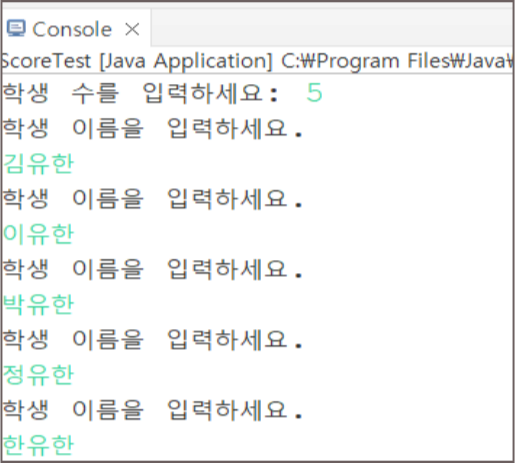 Console
ScoreTest [Java Application] C:₩Program Files₩Java₩
학생 수를 입력하세요: 5
학생 이름을 입력하세요.
김유한
학생 이름을 입력하세요.
이유한
학생 이름을 입력하세요.
박유한
학생 이름을 입력하세요.
정유한
학생 이름을 입력하세요.
한유한